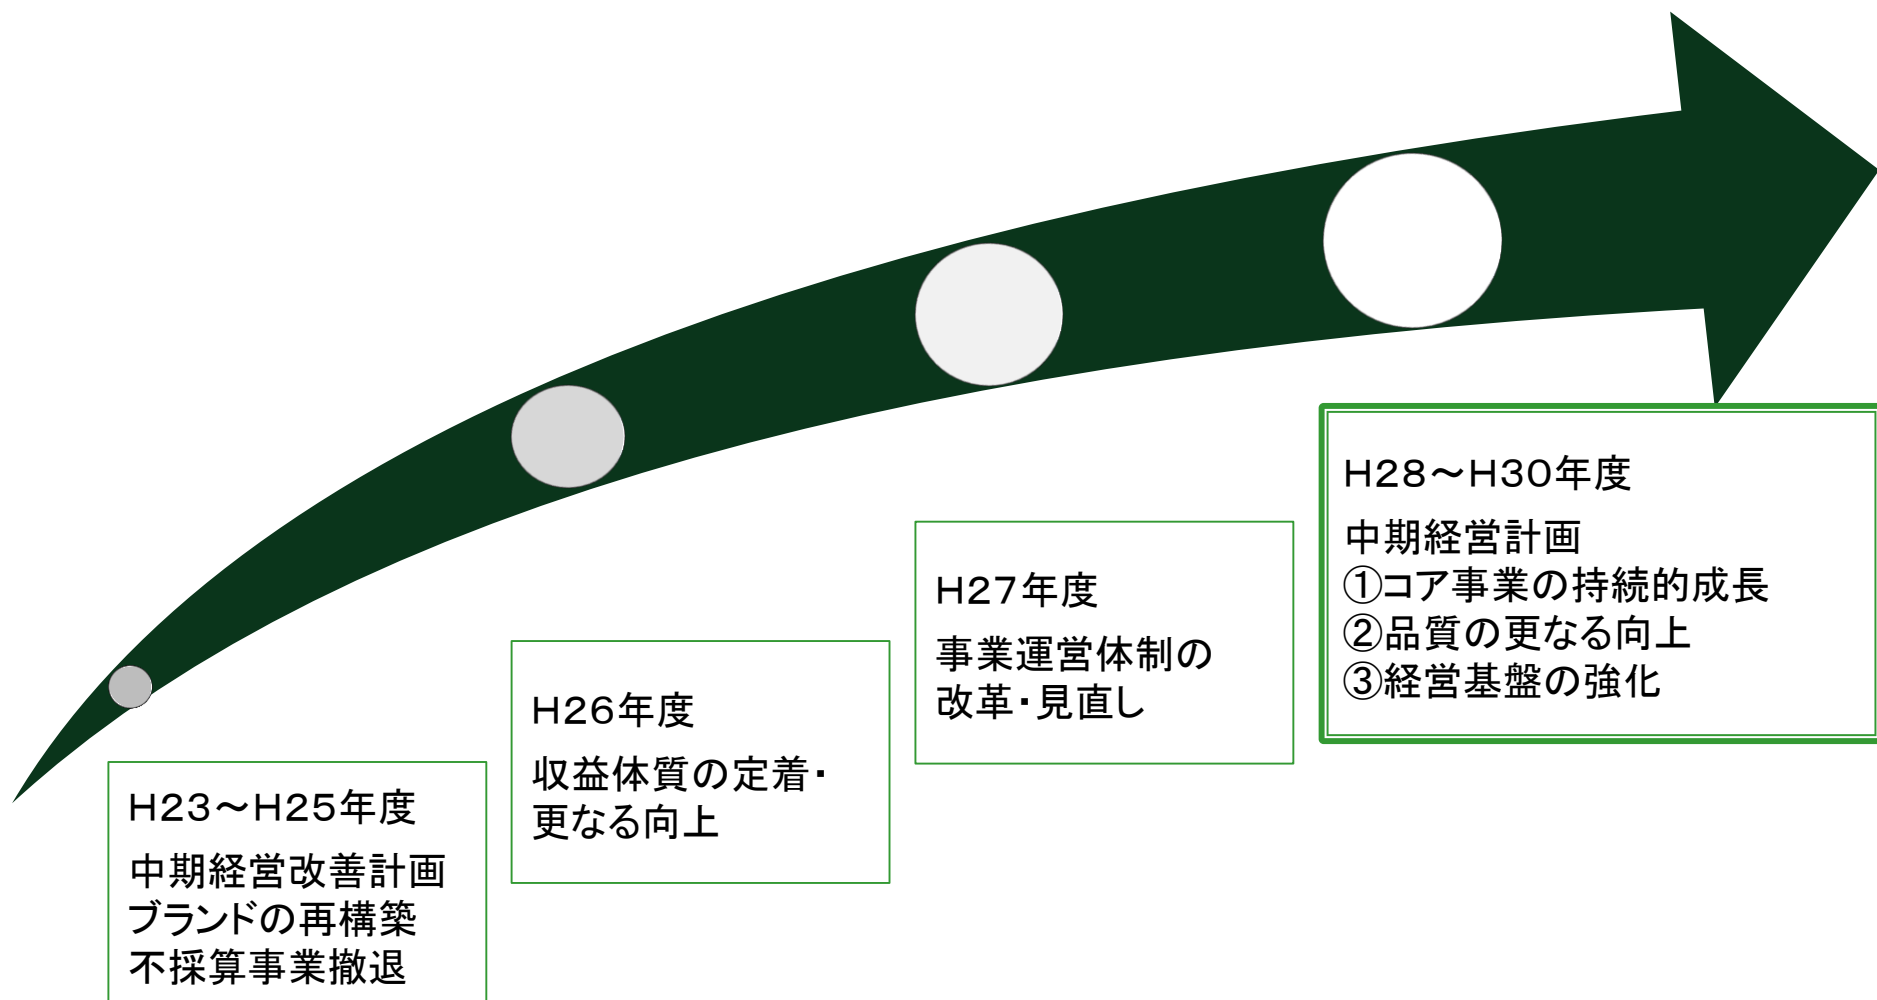 H23～H25年度
中期経営改善計画
ブランドの再構築
不採算事業撤退
H26年度
収益体質の定着・
更なる向上
H27年度
事業運営体制の
改革・見直し
H28～H30年度
中期経営計画
①コア事業の持続的成長
②品質の更なる向上
③経営基盤の強化